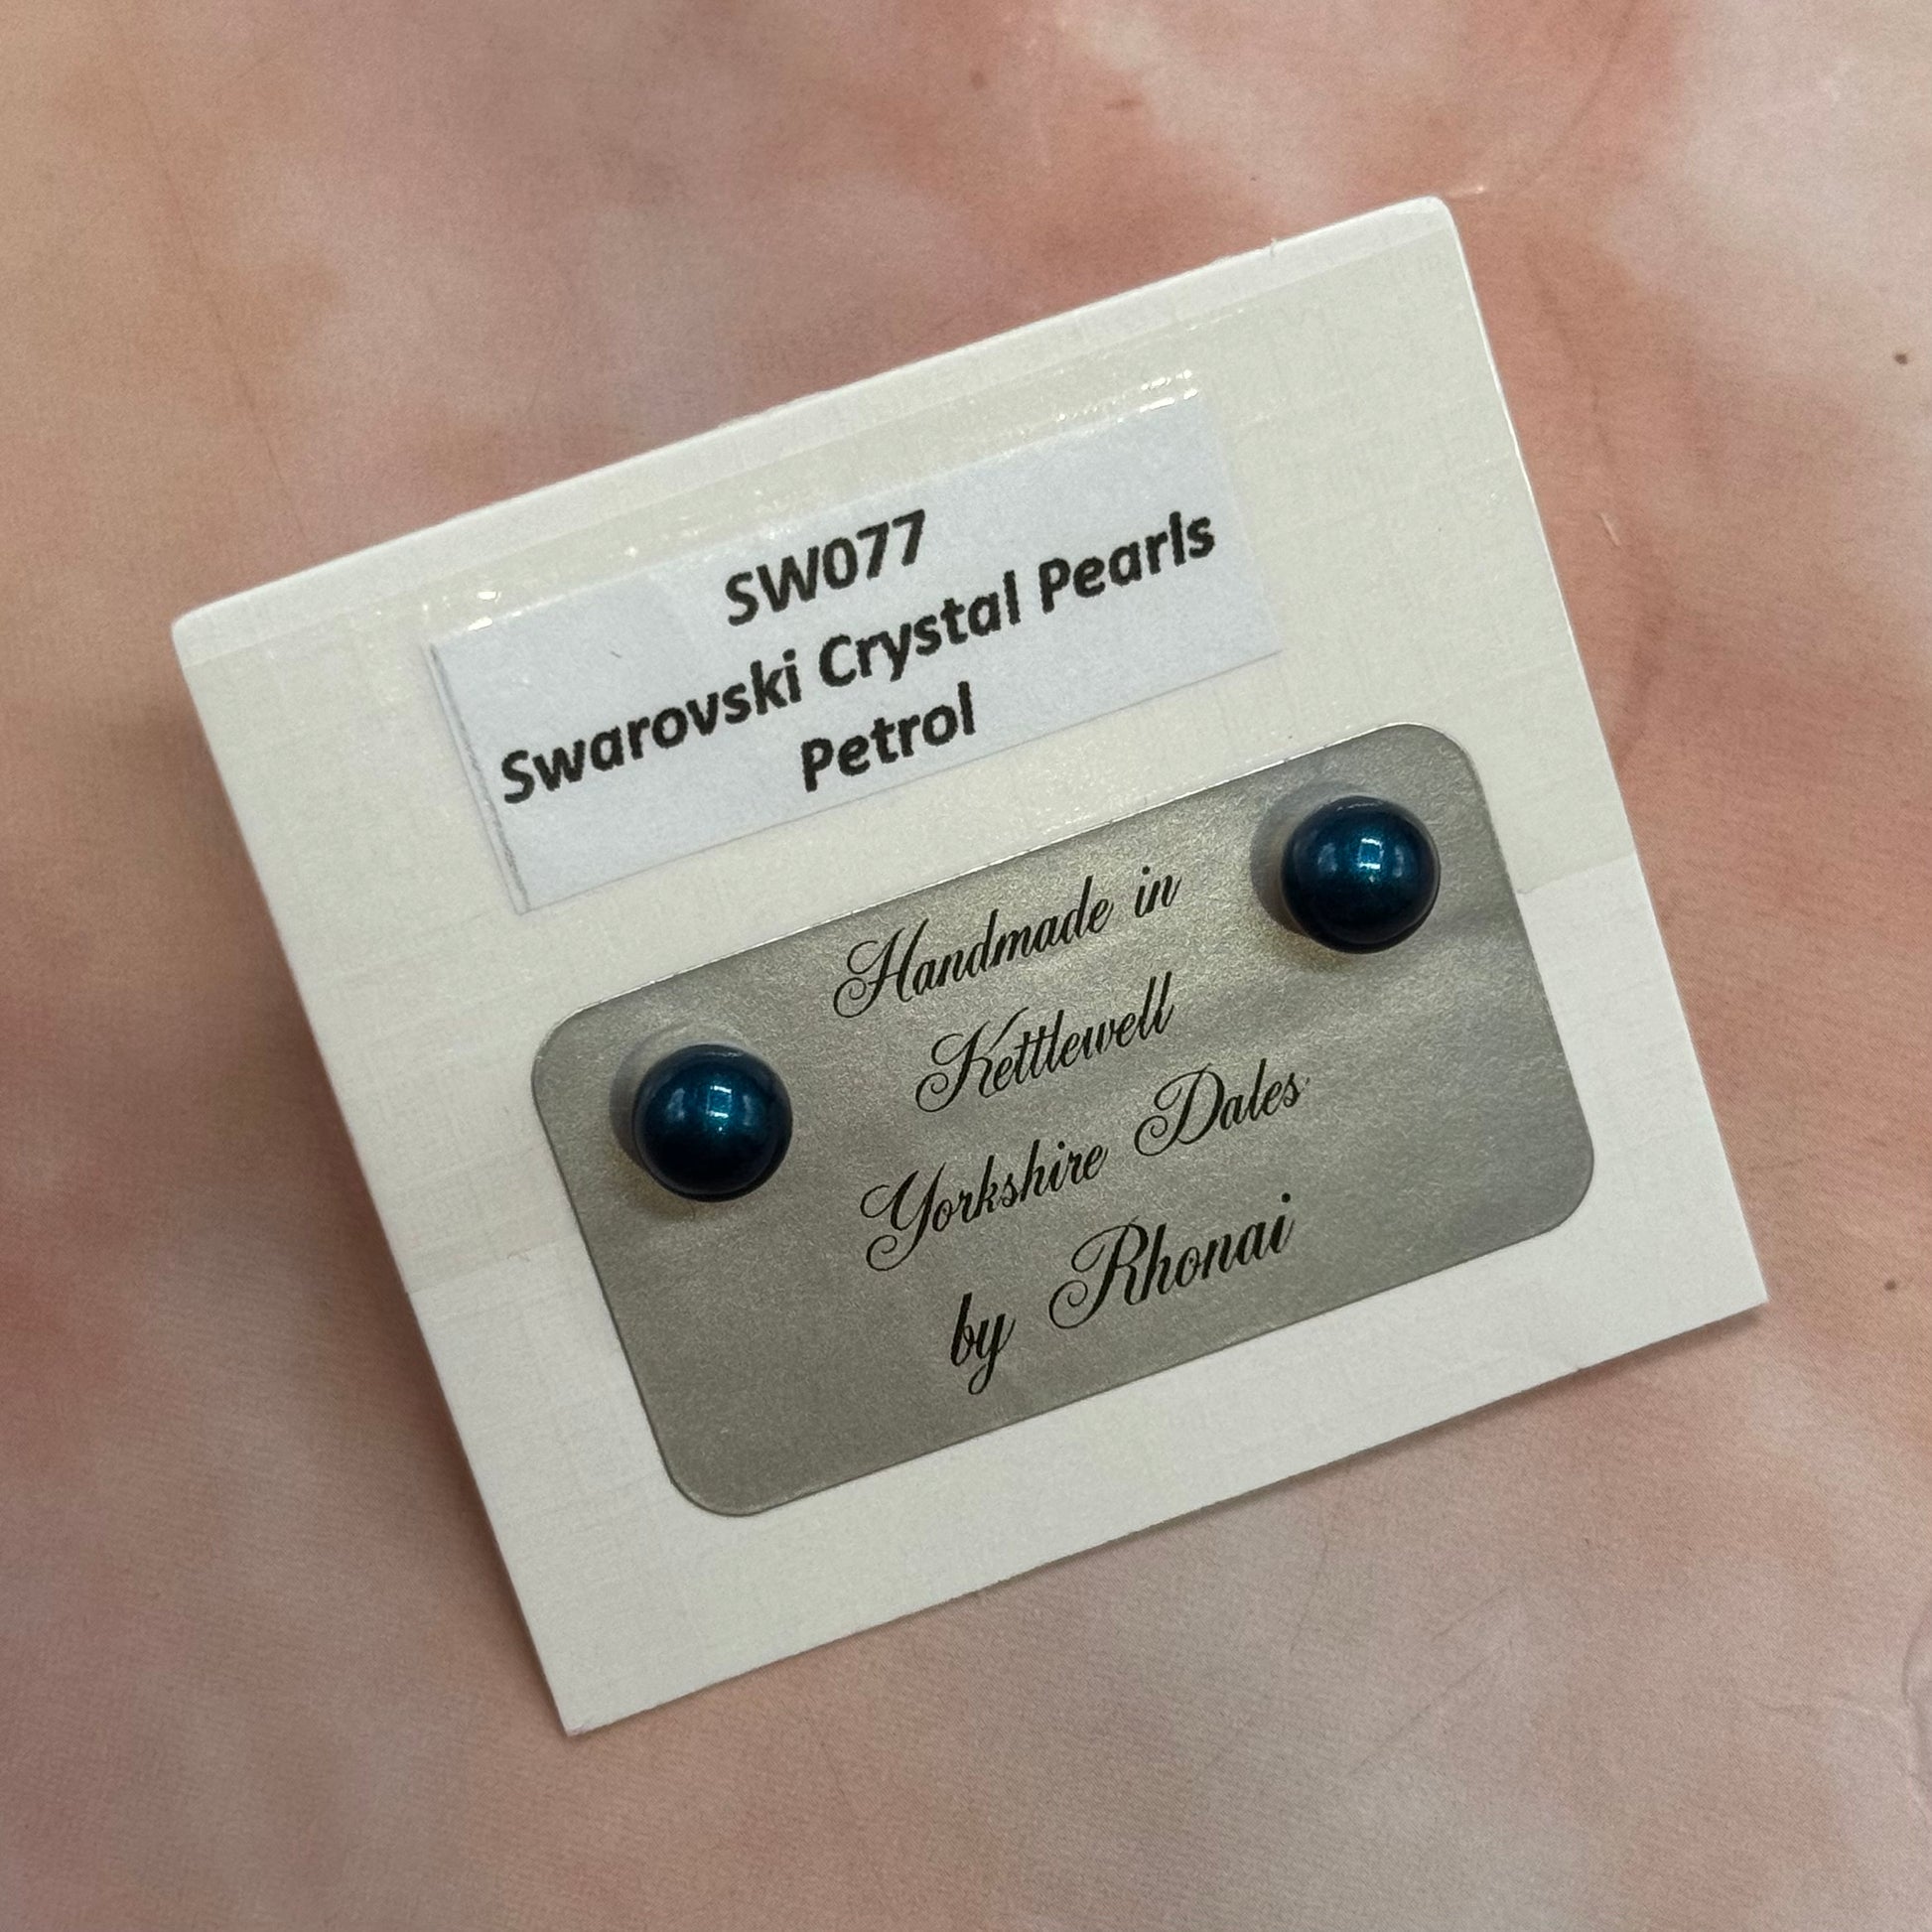 SW077
Swarovski Crystal Pearls
Petrol
Handmade in
Kettlewell
Yorkshire Dales
by Rhonai